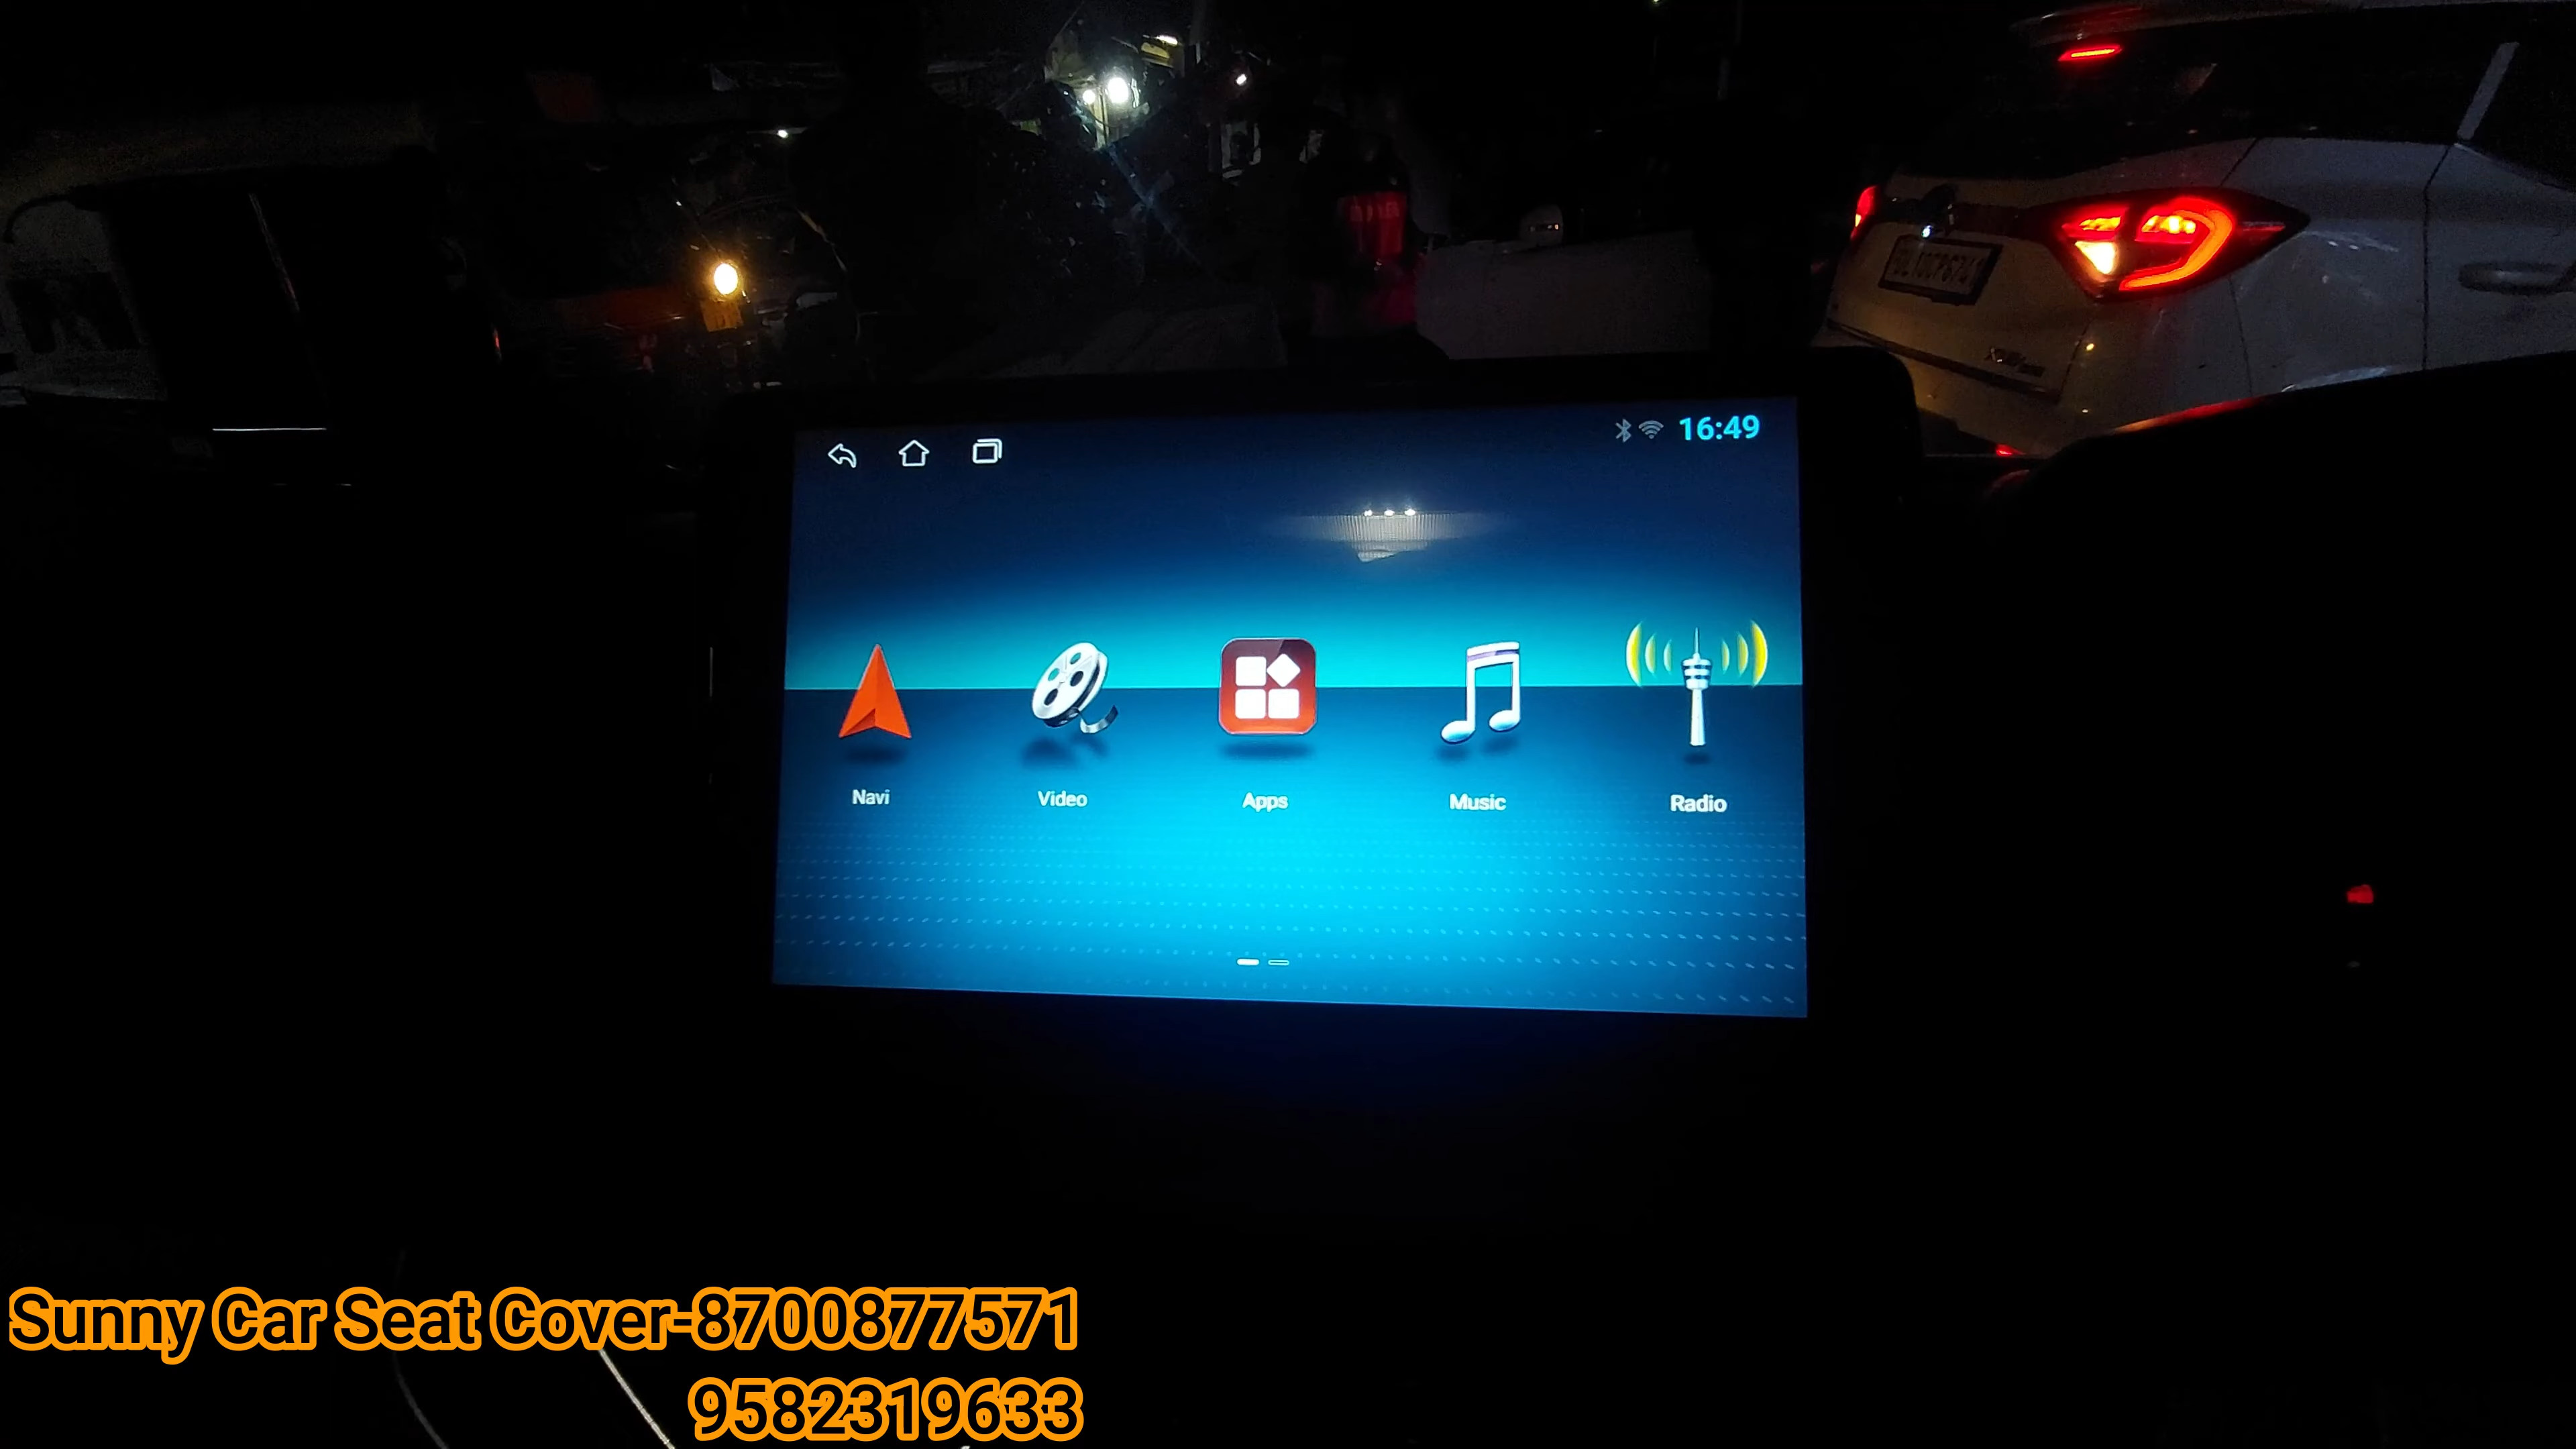 16:49
Navi
Video
Apps
Music
Radio
Sunny Car Seat Cover-8700877571
9582319633